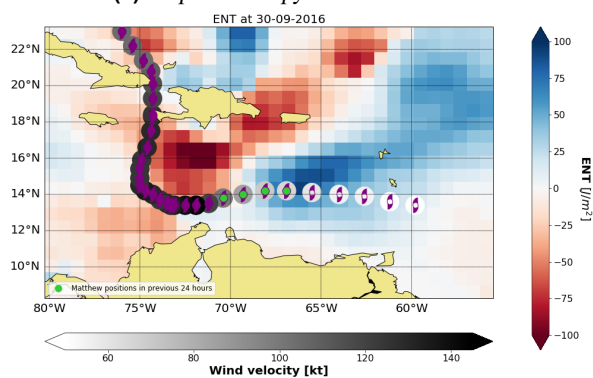 ENT at 30-09-2016
22°N
20°N
18°N
16°N
14°N
12°N
10°N
Matthew positions in previous 24 hours
80°W 75°W 70°W 65°W 60°W
100
75
50
25
0
−25
−50
−75
−100
ENT [J/m²]
60 80 100 120 140
Wind velocity [kt]